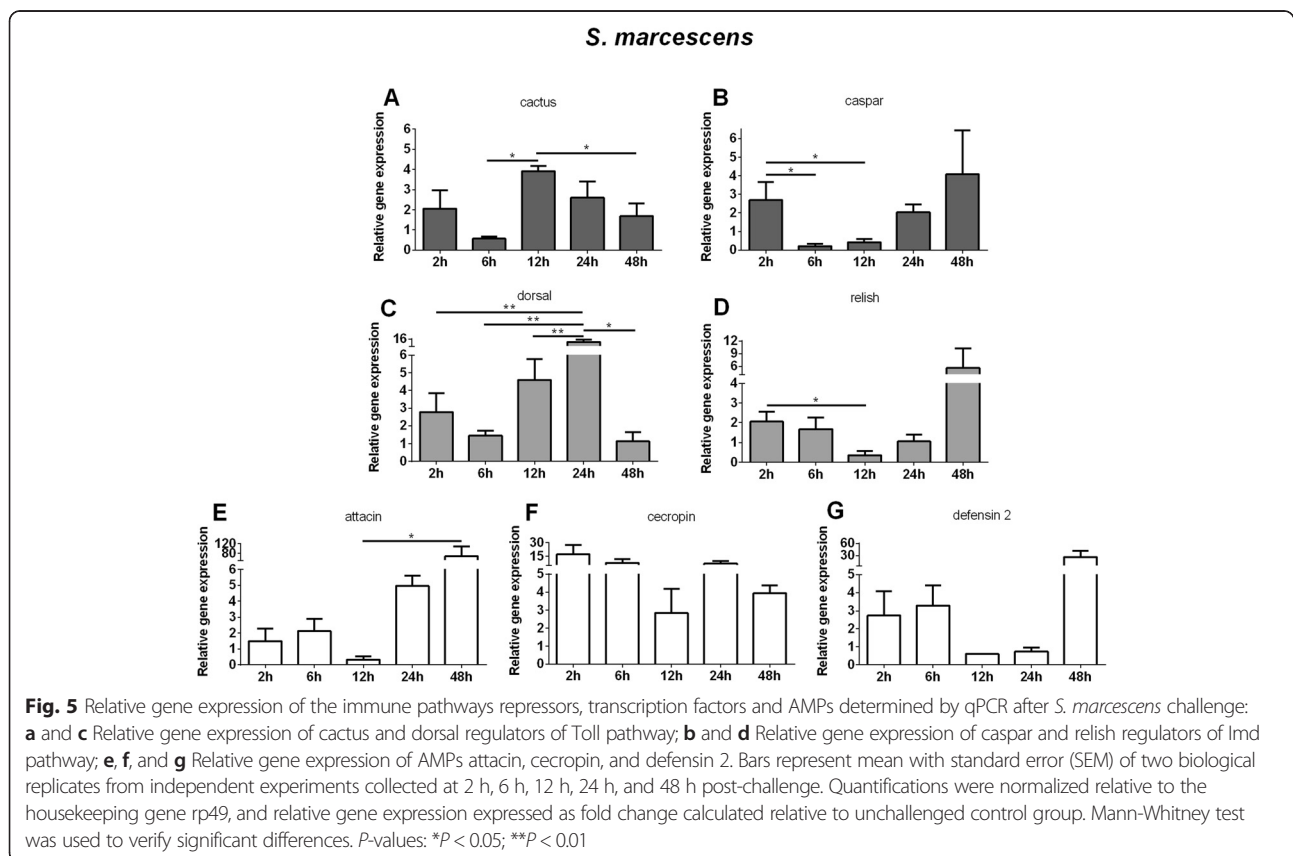 S. marcescens
A
cactus
Relative gene expression
6
5
4
3
2
1
0
*
*
2h 6h 12h 24h 48h
B
caspar
Relative gene expression
6
5
4
3
2
1
0
*
*
2h 6h 12h 24h 48h
C
dorsal
Relative gene expression
16
6
5
4
3
2
1
0
**
**
**
*
2h 6h 12h 24h 48h
D
relish
Relative gene expression
12
9
6
4
3
2
1
0
*
2h 6h 12h 24h 48h
E
attacin
Relative gene expression
120
80
6
5
4
3
2
1
0
*
2h 6h 12h 24h 48h
F
cecropin
Relative gene expression
30
15
5
4
3
2
1
0
2h 6h 12h 24h 48h
G
defensin 2
Relative gene expression
60
30
5
4
3
2
1
0
2h 6h 12h 24h 48h
Fig. 5 Relative gene expression of the immune pathways repressors, transcription factors and AMPs determined by qPCR after S. marcescens challenge:
a and c Relative gene expression of cactus and dorsal regulators of Toll pathway; b and d Relative gene expression of caspar and relish regulators of Imd
pathway; e, f, and g Relative gene expression of AMPs attacin, cecropin, and defensin 2. Bars represent mean with standard error (SEM) of two biological
replicates from independent experiments collected at 2 h, 6 h, 12 h, 24 h, and 48 h post-challenge. Quantifications were normalized relative to the
housekeeping gene rp49, and relative gene expression expressed as fold change calculated relative to unchallenged control group. Mann-Whitney test
was used to verify significant differences. P-values: *P < 0.05; **P < 0.01